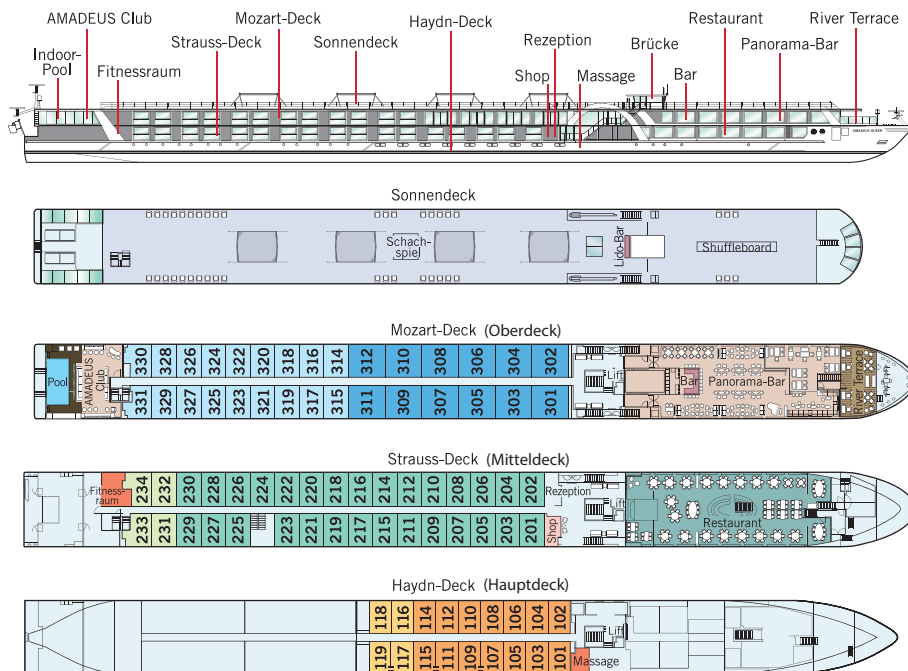 AMADEUS Club
Mozart-Deck
Haydn-Deck
Restaurant
River Terrace
Strauss-Deck
Sonnendeck
Rezeption
Brücke
Panorama-Bar
Indoor-
Pool
Fitnessraum
Shop
Massage
Bar
AMADEUS QUEEN
Sonnendeck
Schach-
spiel
Lido-Bar
Shuffleboard
Mozart-Deck (Oberdeck)
330 328 326 324 322 320 318 316 314 312 310 308 306 304 302
Pool
AMADEUS
Club
Lift
Bar
Panorama-Bar
River Terrace
331 329 327 325 323 321 319 317 315 311 309 307 305 303 301
Strauss-Deck (Mitteldeck)
Fitness-
raum
234 232 230 228 226 224 222 220 218 216 214 212 210 208 206 204 202
Rezeption
Lift
Restaurant
233 231 229 227 225 223 221 219 217 215 211 209 207 205 203 201
Shop
Haydn-Deck (Hauptdeck)
118 116 114 112 110 108 106 104 102
Lift
119 117 115 111 109 107 105 103 101
Massage